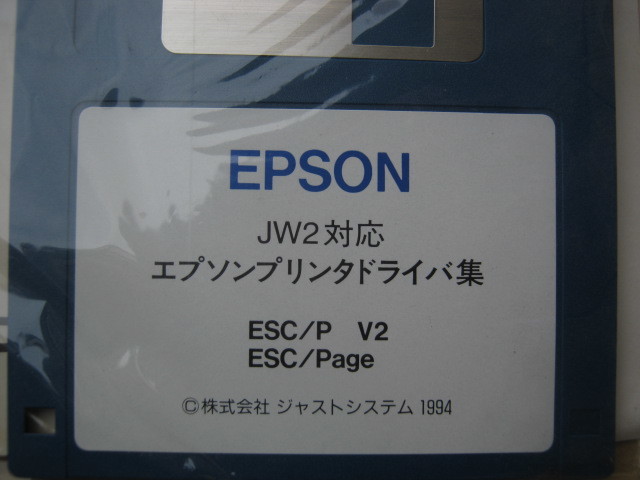 EPSON
JW2対応
エプソンプリンタドライバ集
ESC/P V2
ESC/Page
©株式会社 ジャストシステム 1994